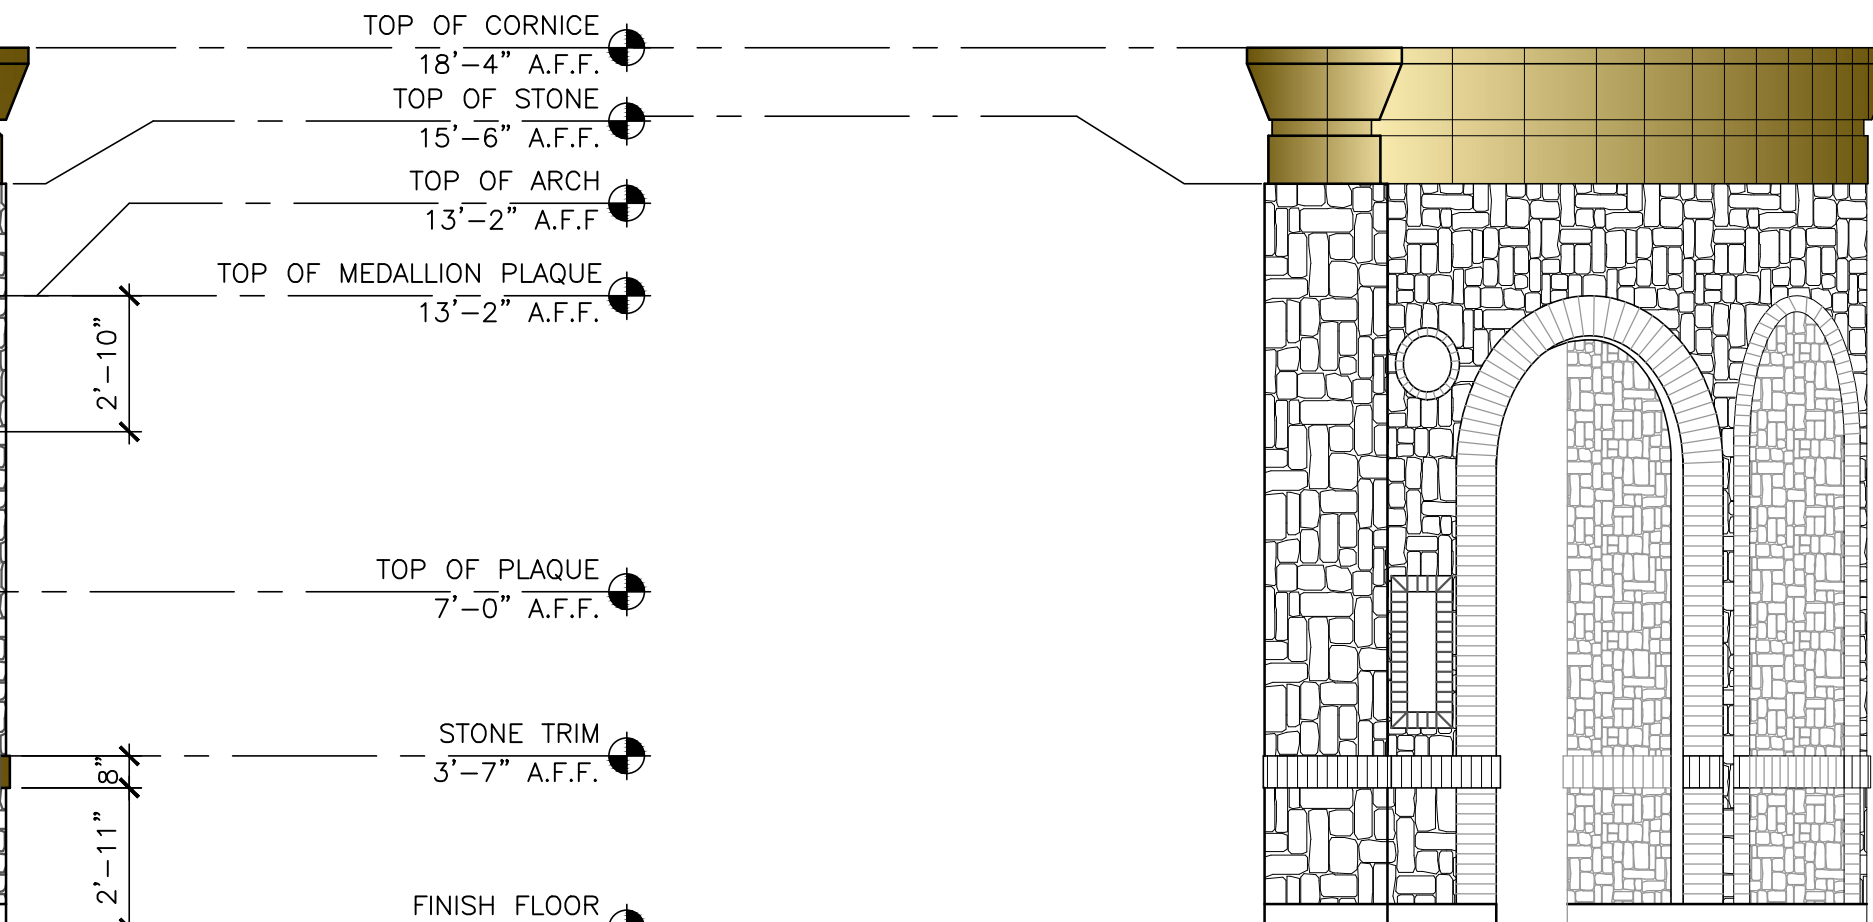 TOP OF CORNICE
18'-4" A.F.F.
TOP OF STONE
15'-6" A.F.F.
TOP OF ARCH
13'-2" A.F.F
TOP OF MEDALLION PLAQUE
13'-2" A.F.F.
2'-10"
TOP OF PLAQUE
7'-0" A.F.F.
STONE TRIM
3'-7" A.F.F.
8"
2'-11"
FINISH FLOOR